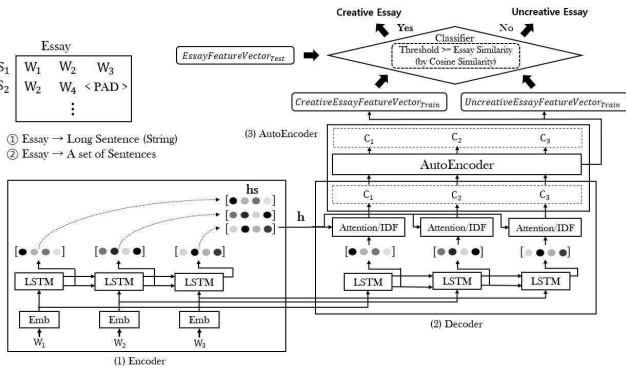 Creative Essay
Uncreative Essay
Yes
No
Classifier
Threshold >= Essay Similarity
(by Cosine Similarity)
EssayFeatureVector_Test
CreativeEssayFeatureVector_Train
UncreativeEssayFeatureVector_Train
Essay
S₁ W₁ W₂ W₃
S₂ W₂ W₄ < PAD >
⋮
① Essay → Long Sentence (String)
② Essay → A set of Sentences
(3) AutoEncoder
C₁ C₂ C₃
AutoEncoder
C₁ C₂ C₃
hs
h
Attention/IDF Attention/IDF Attention/IDF
LSTM LSTM LSTM
LSTM LSTM LSTM
Emb Emb Emb
W₁ W₂ W₃
(1) Encoder
(2) Decoder